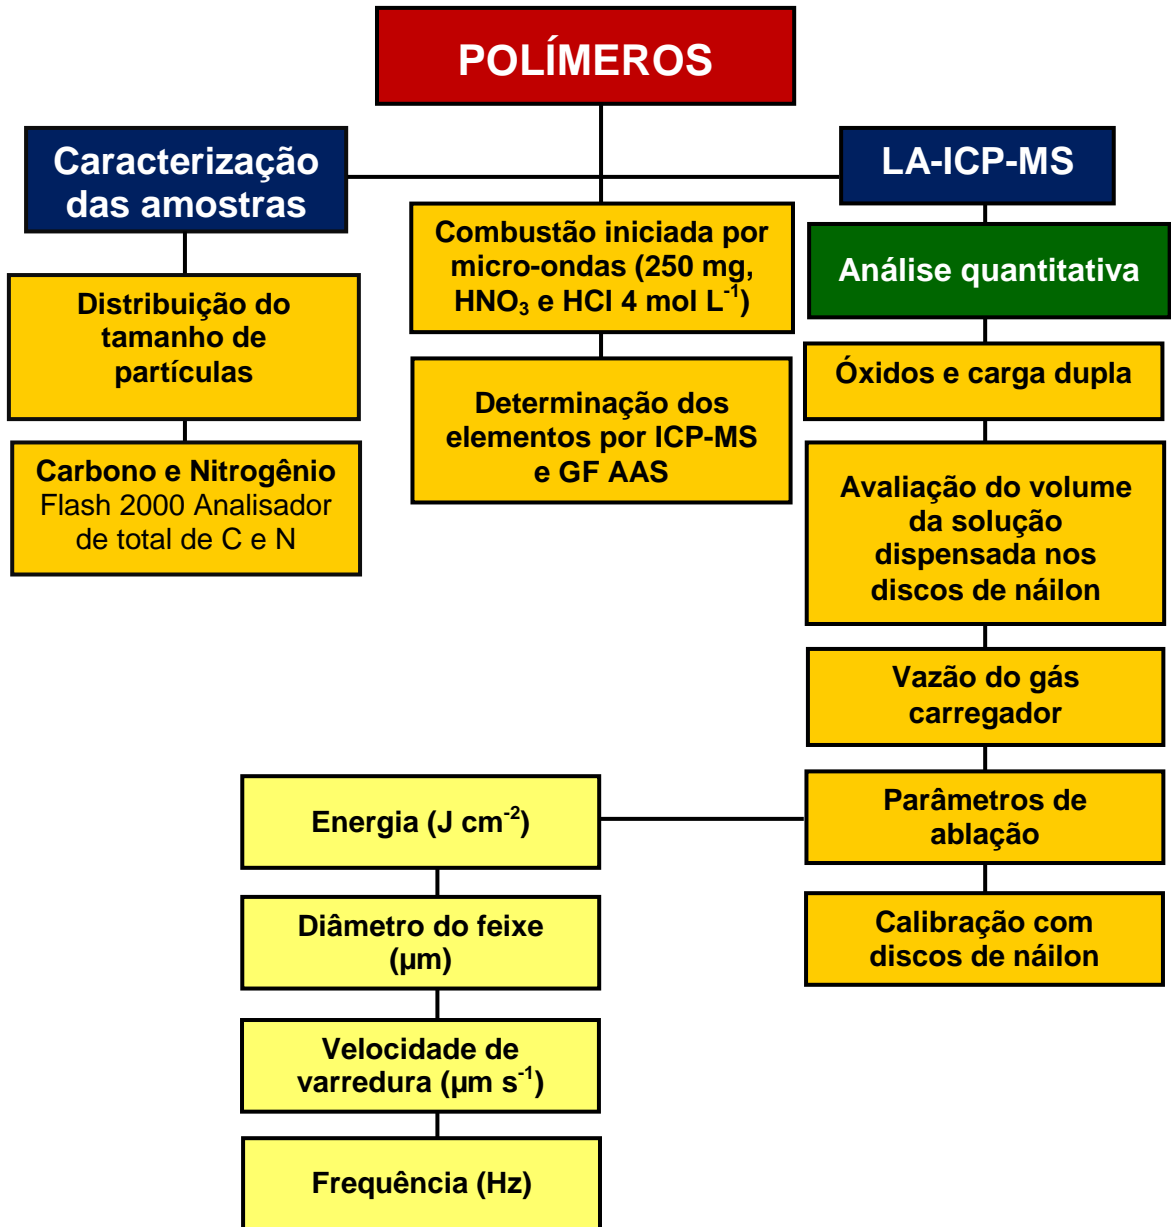 POLÍMEROS
Caracterização
das amostras
Distribuição do
tamanho de
partículas
Carbono e Nitrogênio
Flash 2000 Analisador
de total de C e N
Combustão iniciada por
micro-ondas (250 mg,
HNO₃ e HCl 4 mol L⁻¹)
Determinação dos
elementos por ICP-MS
e GF AAS
LA-ICP-MS
Análise quantitativa
Óxidos e carga dupla
Avaliação do volume
da solução
dispensada nos
discos de náilon
Vazão do gás
carregador
Parâmetros de
ablação
Calibração com
discos de náilon
Energia (J cm⁻²)
Diâmetro do feixe
(µm)
Velocidade de
varredura (µm s⁻¹)
Frequência (Hz)